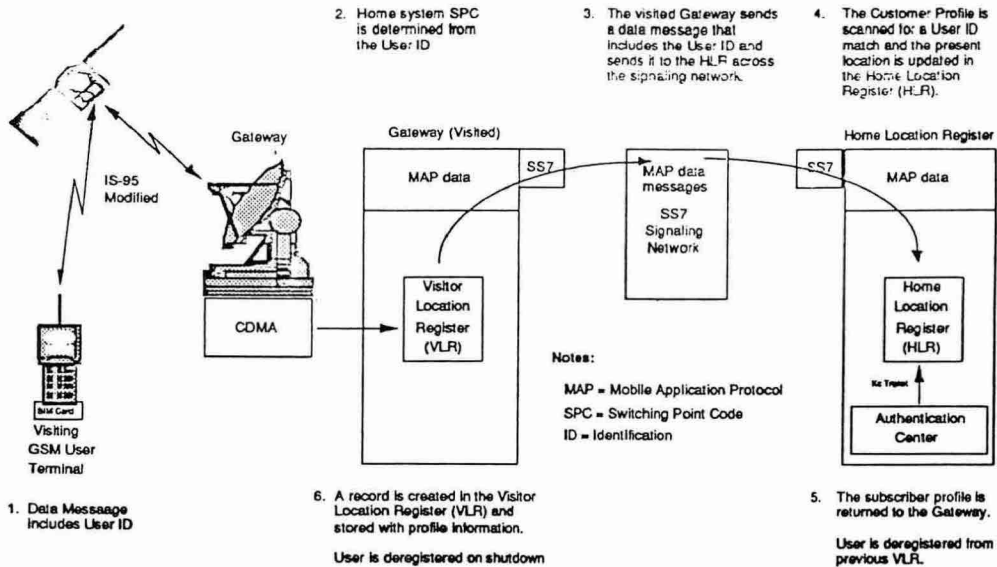 2. Home system SPC
is determined from
the User ID
3. The visited Gateway sends
a data message that
includes the User ID and
sends it to the HLR across
the signaling network.
4. The Customer Profile is
scanned for a User ID
match and the present
location is updated in
the Home Location
Register (HLR).
Gateway
Gateway (Visited)
Home Location Register
IS-95
Modified
MAP data
SS7
MAP data
messages
SS7
Signaling
Network
SS7
MAP data
CDMA
Visitor
Location
Register
(VLR)
Home
Location
Register
(HLR)
Kc Triplet
Authentication
Center
Notes:
MAP = Mobile Application Protocol
SPC = Switching Point Code
ID = Identification
SIM Card
Visiting
GSM User
Terminal
1. Data Message
includes User ID
6. A record is created in the Visitor
Location Register (VLR) and
stored with profile information.
User is deregistered on shutdown
5. The subscriber profile is
returned to the Gateway.
User is deregistered from
previous VLR.